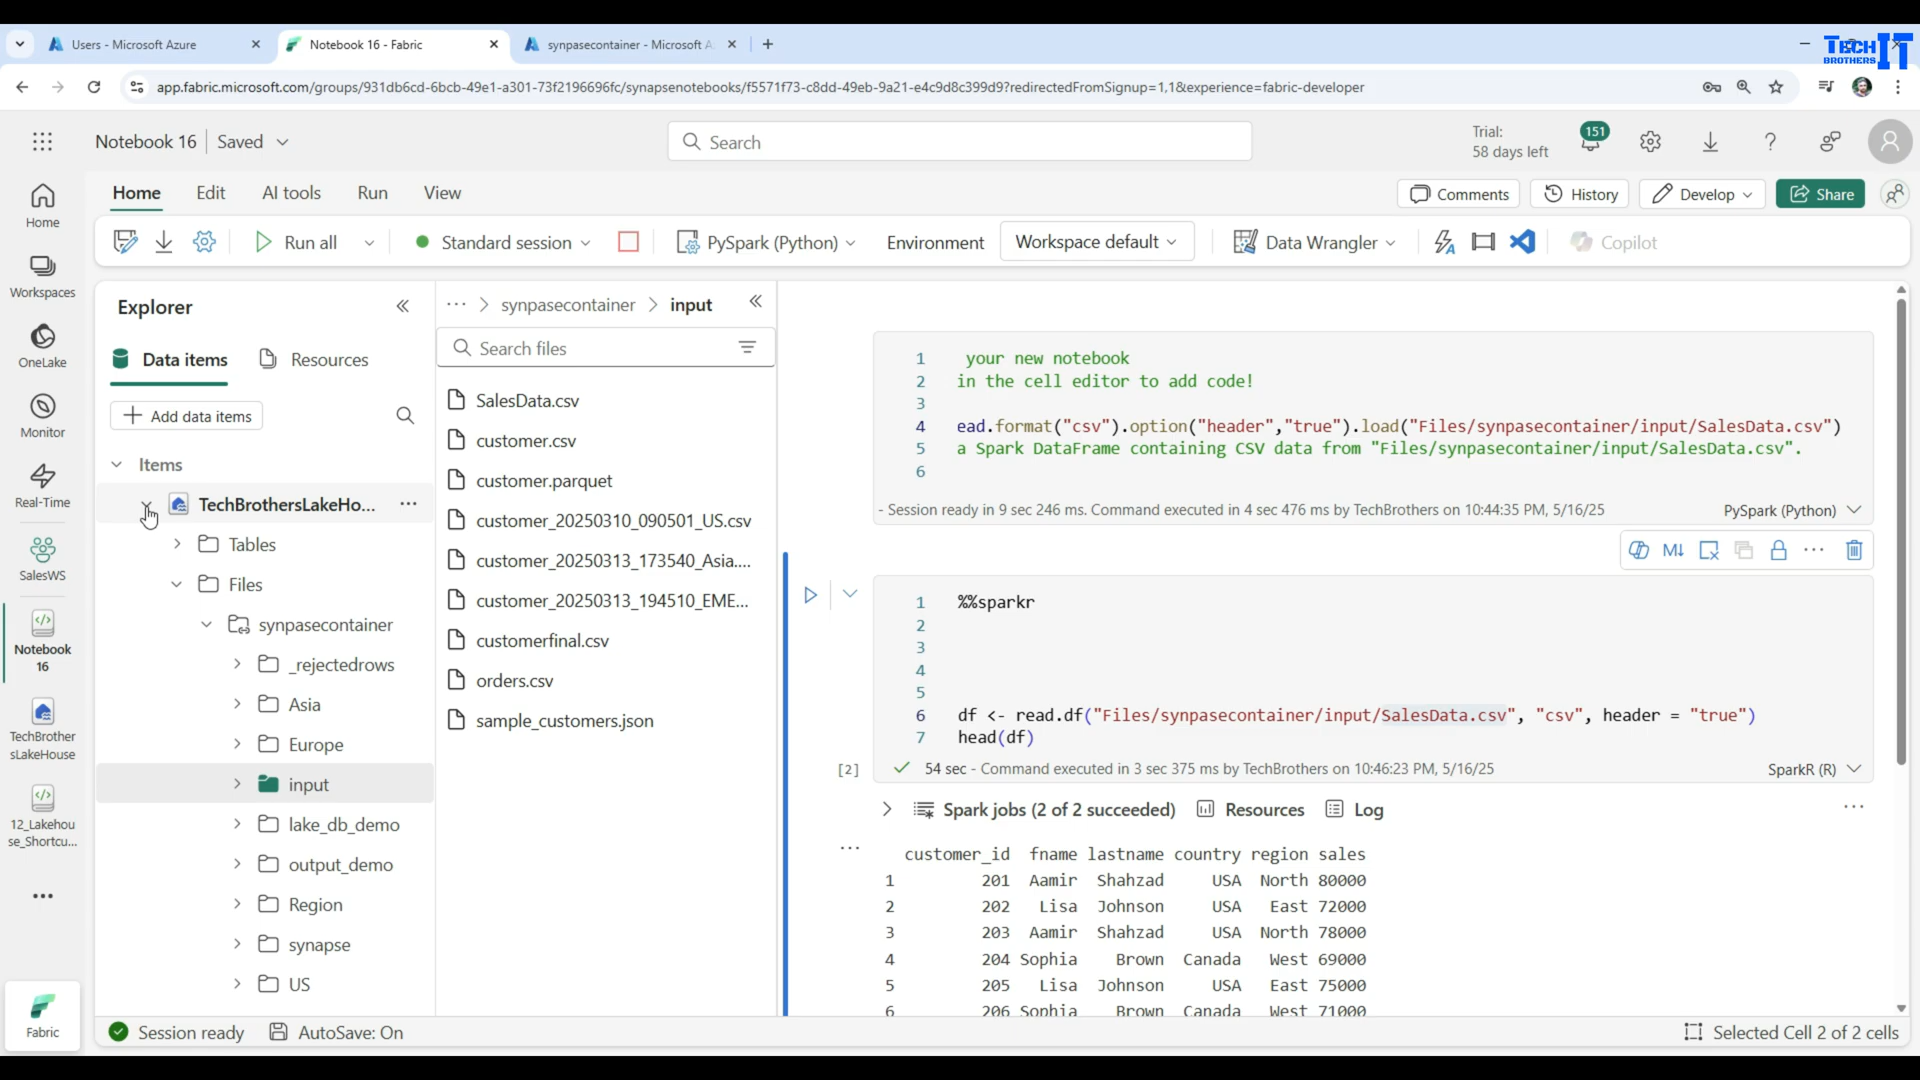 Users - Microsoft Azure
Notebook 16 - Fabric
synpasecontainer - Microsoft A
TECH IT
BROTHERS
app.fabric.microsoft.com/groups/931db6cd-6bcb-49e1-a301-73f2196696fc/synapsenotebooks/f5571f73-c8dd-49eb-9a21-e4c9d8c399d9?redirectedFromSignup=1,1&experience=fabric-developer
Notebook 16
Saved
Search
Trial:
58 days left
151
Home
Edit
AI tools
Run
View
Comments
History
Develop
Share
Run all
Standard session
PySpark (Python)
Environment
Workspace default
Data Wrangler
Copilot
Home
Workspaces
OneLake
Monitor
Real-Time
SalesWS
Notebook
16
TechBrother
sLakeHouse
12_Lakehou
se_Shortcu...
Fabric
Explorer
Data items
Resources
Add data items
Items
TechBrothersLakeHo...
Tables
Files
synpasecontainer
_rejectedrows
Asia
Europe
input
lake_db_demo
output_demo
Region
synapse
US
... > synpasecontainer > input
Search files
SalesData.csv
customer.csv
customer.parquet
customer_20250310_090501_US.csv
customer_20250313_173540_Asia....
customer_20250313_194510_EME...
customerfinal.csv
orders.csv
sample_customers.json
1 your new notebook
2 in the cell editor to add code!
3
4 ead.format("csv").option("header","true").load("Files/synpasecontainer/input/SalesData.csv")
5 a Spark DataFrame containing CSV data from "Files/synpasecontainer/input/SalesData.csv".
6
- Session ready in 9 sec 246 ms. Command executed in 4 sec 476 ms by TechBrothers on 10:44:35 PM, 5/16/25
PySpark (Python)
M↓
1 %%sparkr
2
3
4
5
6 df <- read.df("Files/synpasecontainer/input/SalesData.csv", "csv", header = "true")
7 head(df)
[2]
54 sec - Command executed in 3 sec 375 ms by TechBrothers on 10:46:23 PM, 5/16/25
SparkR (R)
Spark jobs (2 of 2 succeeded)
Resources
Log
customer_id fname lastname country region sales
1 201 Aamir Shahzad USA North 80000
2 202 Lisa Johnson USA East 72000
3 203 Aamir Shahzad USA North 78000
4 204 Sophia Brown Canada West 69000
5 205 Lisa Johnson USA East 75000
6 206 Sophia Brown Canada West 71000
Session ready
AutoSave: On
Selected Cell 2 of 2 cells